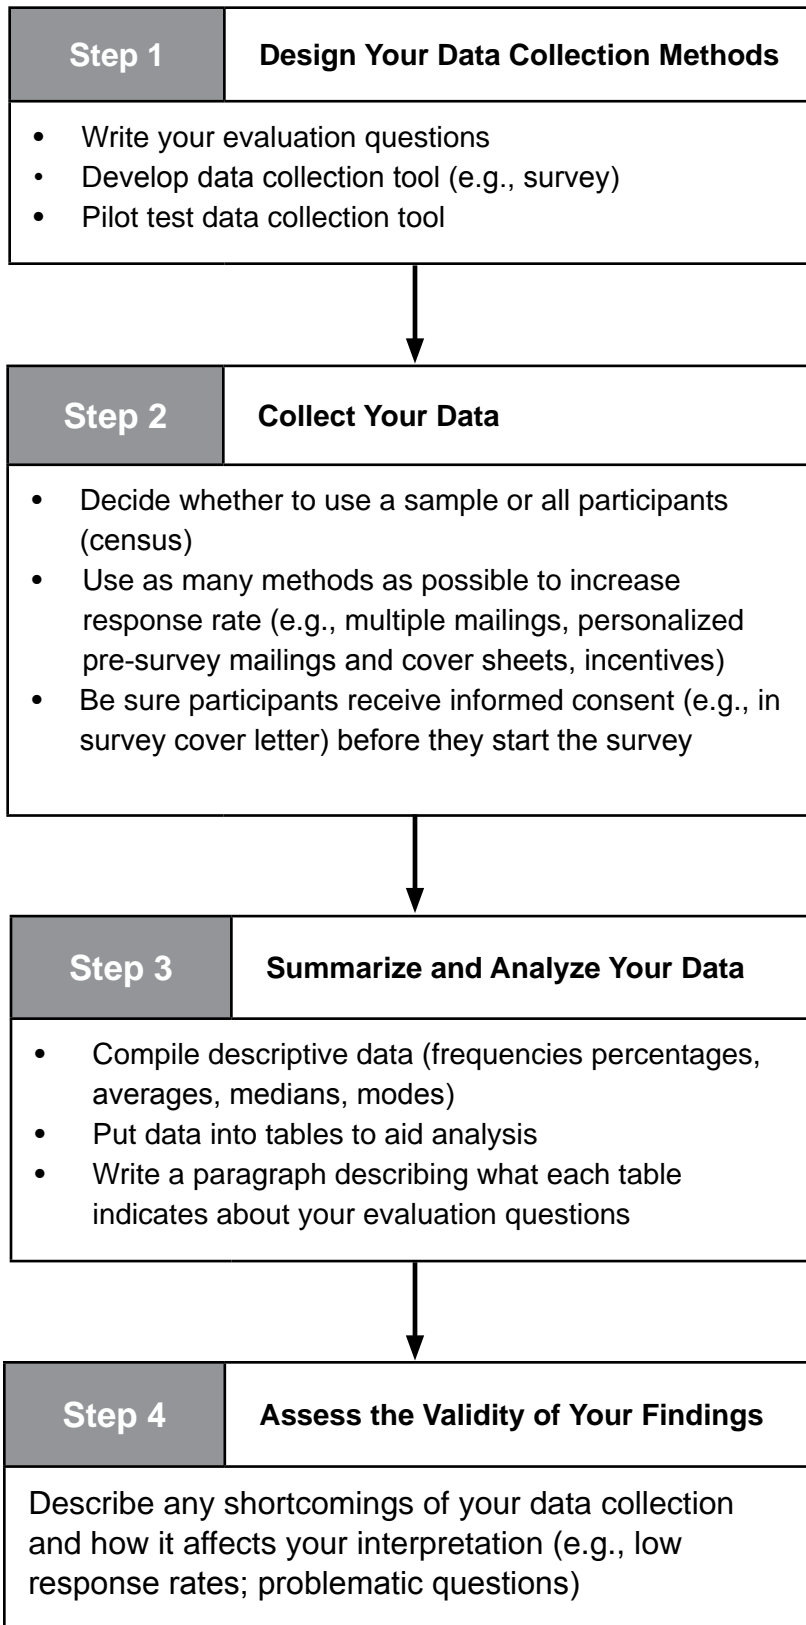 Step 1
Design Your Data Collection Methods
• Write your evaluation questions
• Develop data collection tool (e.g., survey)
• Pilot test data collection tool
Step 2
Collect Your Data
• Decide whether to use a sample or all participants
(census)
• Use as many methods as possible to increase
response rate (e.g., multiple mailings, personalized
pre-survey mailings and cover sheets, incentives)
• Be sure participants receive informed consent (e.g., in
survey cover letter) before they start the survey
Step 3
Summarize and Analyze Your Data
• Compile descriptive data (frequencies percentages,
averages, medians, modes)
• Put data into tables to aid analysis
• Write a paragraph describing what each table
indicates about your evaluation questions
Step 4
Assess the Validity of Your Findings
Describe any shortcomings of your data collection
and how it affects your interpretation (e.g., low
response rates; problematic questions)